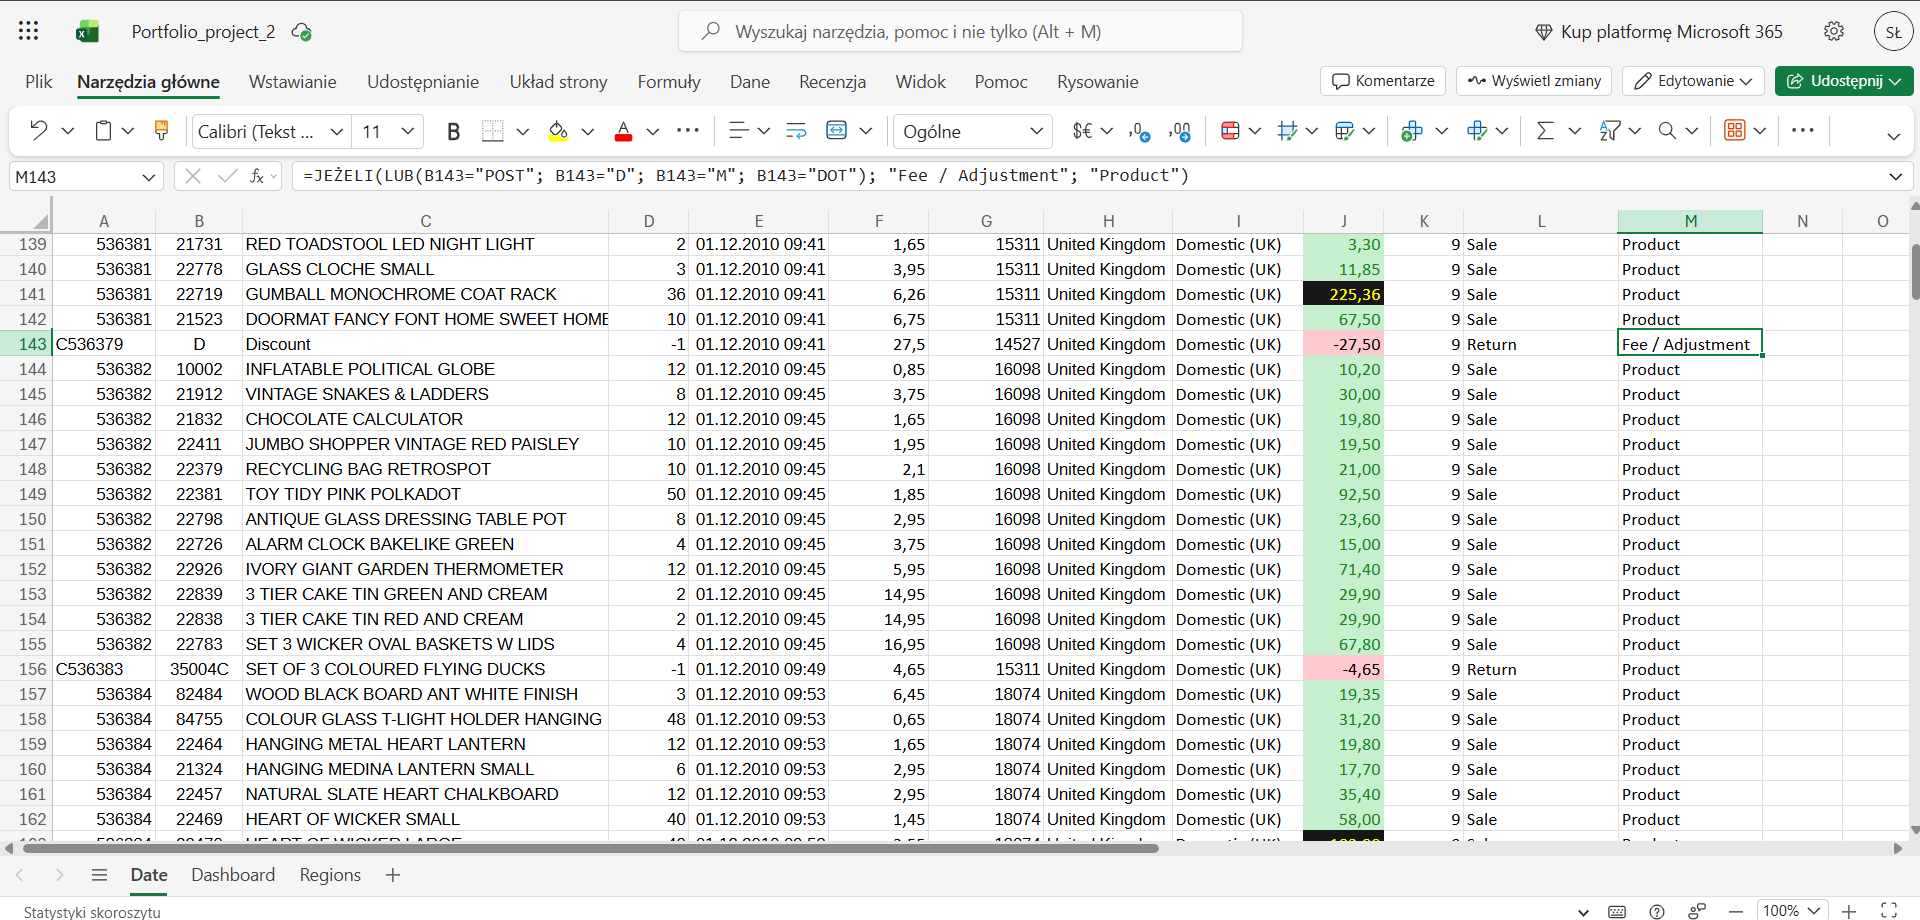 Portfolio_project_2
Wyszukaj narzędzia, pomoc i nie tylko (Alt + M)
Kup platformę Microsoft 365
SŁ
Plik Narzędzia główne Wstawianie Udostępnianie Układ strony Formuły Dane Recenzja Widok Pomoc Rysowanie Komentarze Wyświetl zmiany Edytowanie Udostępnij
Calibri (Tekst ... 11 B A Ogólne $€
M143 fx =JEŻELI(LUB(B143="POST"; B143="D"; B143="M"; B143="DOT"); "Fee / Adjustment"; "Product")
A B C D E F G H I J K L M N O
139 536381 21731 RED TOADSTOOL LED NIGHT LIGHT 2 01.12.2010 09:41 1,65 15311 United Kingdom Domestic (UK) 3,30 9 Sale Product
140 536381 22778 GLASS CLOCHE SMALL 3 01.12.2010 09:41 3,95 15311 United Kingdom Domestic (UK) 11,85 9 Sale Product
141 536381 22719 GUMBALL MONOCHROME COAT RACK 36 01.12.2010 09:41 6,26 15311 United Kingdom Domestic (UK) 225,36 9 Sale Product
142 536381 21523 DOORMAT FANCY FONT HOME SWEET HOME 10 01.12.2010 09:41 6,75 15311 United Kingdom Domestic (UK) 67,50 9 Sale Product
143 C536379 D Discount -1 01.12.2010 09:41 27,5 14527 United Kingdom Domestic (UK) -27,50 9 Return Fee / Adjustment
144 536382 10002 INFLATABLE POLITICAL GLOBE 12 01.12.2010 09:45 0,85 16098 United Kingdom Domestic (UK) 10,20 9 Sale Product
145 536382 21912 VINTAGE SNAKES & LADDERS 8 01.12.2010 09:45 3,75 16098 United Kingdom Domestic (UK) 30,00 9 Sale Product
146 536382 21832 CHOCOLATE CALCULATOR 12 01.12.2010 09:45 1,65 16098 United Kingdom Domestic (UK) 19,80 9 Sale Product
147 536382 22411 JUMBO SHOPPER VINTAGE RED PAISLEY 10 01.12.2010 09:45 1,95 16098 United Kingdom Domestic (UK) 19,50 9 Sale Product
148 536382 22379 RECYCLING BAG RETROSPOT 10 01.12.2010 09:45 2,1 16098 United Kingdom Domestic (UK) 21,00 9 Sale Product
149 536382 22381 TOY TIDY PINK POLKADOT 50 01.12.2010 09:45 1,85 16098 United Kingdom Domestic (UK) 92,50 9 Sale Product
150 536382 22798 ANTIQUE GLASS DRESSING TABLE POT 8 01.12.2010 09:45 2,95 16098 United Kingdom Domestic (UK) 23,60 9 Sale Product
151 536382 22726 ALARM CLOCK BAKELIKE GREEN 4 01.12.2010 09:45 3,75 16098 United Kingdom Domestic (UK) 15,00 9 Sale Product
152 536382 22926 IVORY GIANT GARDEN THERMOMETER 12 01.12.2010 09:45 5,95 16098 United Kingdom Domestic (UK) 71,40 9 Sale Product
153 536382 22839 3 TIER CAKE TIN GREEN AND CREAM 2 01.12.2010 09:45 14,95 16098 United Kingdom Domestic (UK) 29,90 9 Sale Product
154 536382 22838 3 TIER CAKE TIN RED AND CREAM 2 01.12.2010 09:45 14,95 16098 United Kingdom Domestic (UK) 29,90 9 Sale Product
155 536382 22783 SET 3 WICKER OVAL BASKETS W LIDS 4 01.12.2010 09:45 16,95 16098 United Kingdom Domestic (UK) 67,80 9 Sale Product
156 C536383 35004C SET OF 3 COLOURED FLYING DUCKS -1 01.12.2010 09:49 4,65 15311 United Kingdom Domestic (UK) -4,65 9 Return Product
157 536384 82484 WOOD BLACK BOARD ANT WHITE FINISH 3 01.12.2010 09:53 6,45 18074 United Kingdom Domestic (UK) 19,35 9 Sale Product
158 536384 84755 COLOUR GLASS T-LIGHT HOLDER HANGING 48 01.12.2010 09:53 0,65 18074 United Kingdom Domestic (UK) 31,20 9 Sale Product
159 536384 22464 HANGING METAL HEART LANTERN 12 01.12.2010 09:53 1,65 18074 United Kingdom Domestic (UK) 19,80 9 Sale Product
160 536384 21324 HANGING MEDINA LANTERN SMALL 6 01.12.2010 09:53 2,95 18074 United Kingdom Domestic (UK) 17,70 9 Sale Product
161 536384 22457 NATURAL SLATE HEART CHALKBOARD 12 01.12.2010 09:53 2,95 18074 United Kingdom Domestic (UK) 35,40 9 Sale Product
162 536384 22469 HEART OF WICKER SMALL 40 01.12.2010 09:53 1,45 18074 United Kingdom Domestic (UK) 58,00 9 Sale Product
Date Dashboard Regions
Statystyki skoroszytu 100%